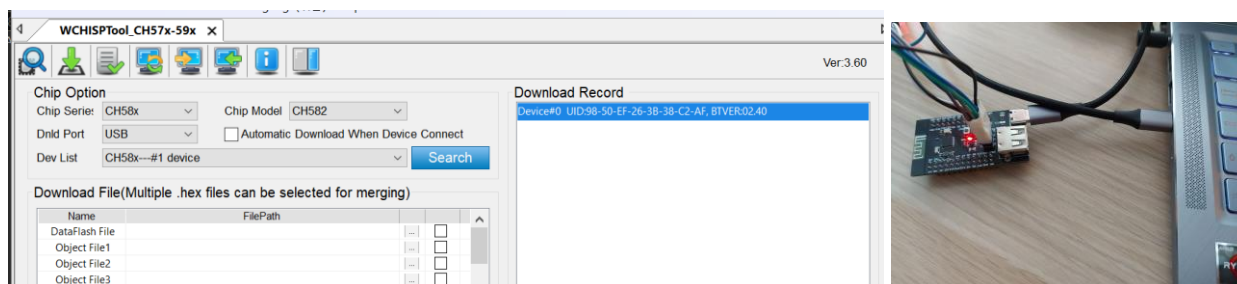 WCHISPTool_CH57x-59x X
Ver:3.60
Chip Option
Chip Series: CH58x Chip Model CH582
Dnld Port USB Automatic Download When Device Connect
Dev List CH58x---#1 device Search
Download File(Multiple .hex files can be selected for merging)
Name FilePath
DataFlash File ...
Object File1 ...
Object File2 ...
Object File3 ...
Download Record
Device#0 UID:98-50-EF-26-3B-38-C2-AF, BTVER:02.40
RY